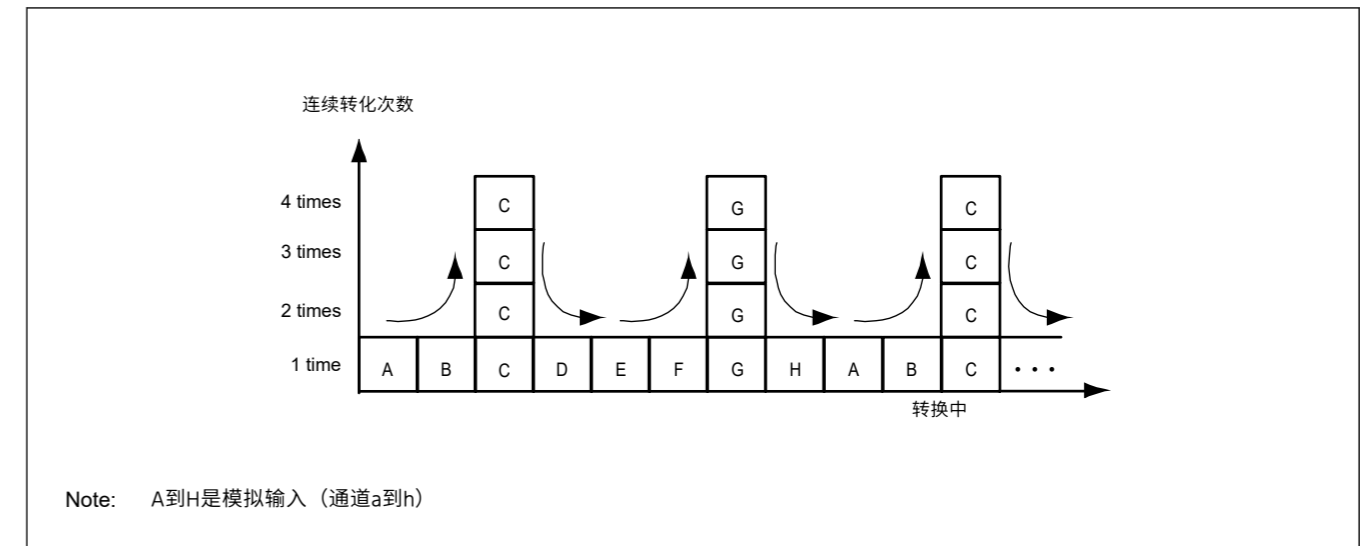 连续转化次数
4 times C G C
3 times C G C
2 times C G C
1 time A B C D E F G H A B C ···
转换中
Note: A到H是模拟输入（通道a到h）